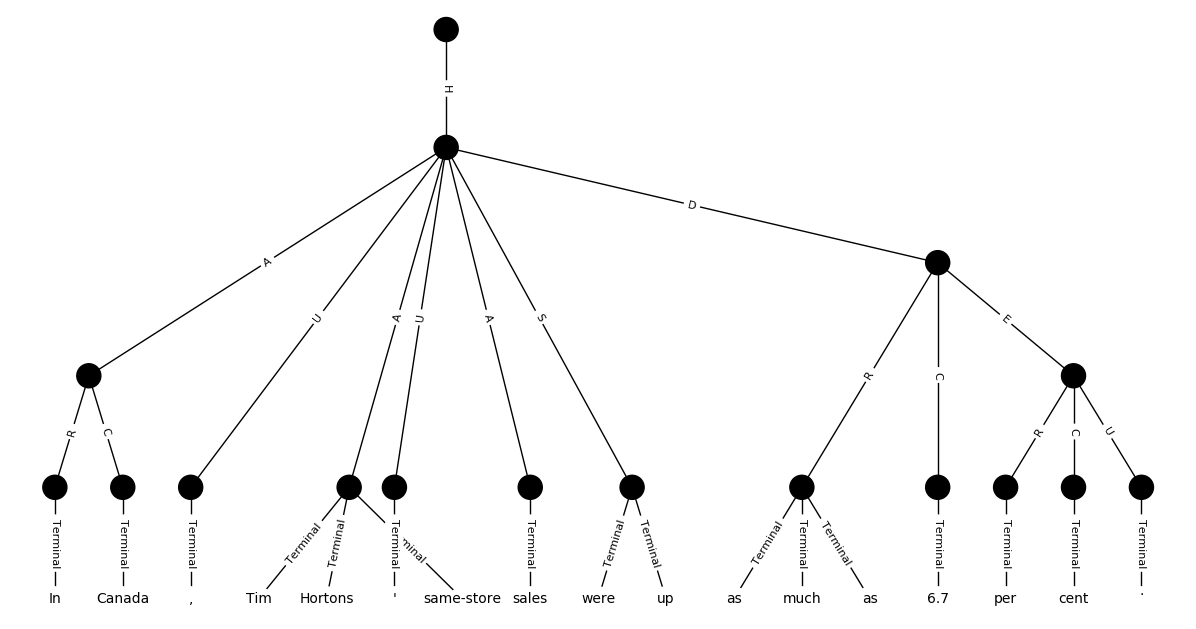 H
A U A U A S D
R C R C E
R C U
Terminal Terminal Terminal Terminal Terminal Terminal Terminal Terminal Terminal Terminal Terminal Terminal Terminal Terminal Terminal Terminal Terminal
In Canada , Tim Hortons ' same-store sales were up as much as 6.7 per cent .